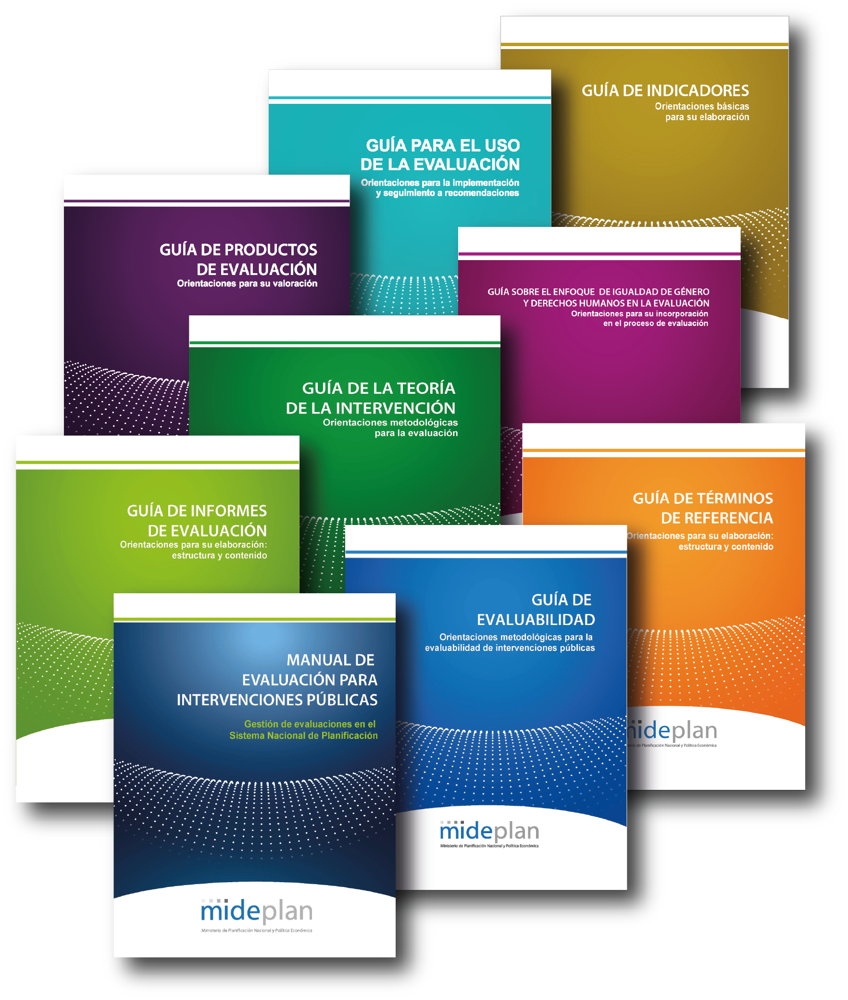 GUÍA DE INDICADORES
Orientaciones básicas
para su elaboración
GUÍA PARA EL USO
DE LA EVALUACIÓN
Orientaciones para la implementación
y seguimiento a recomendaciones
GUÍA DE PRODUCTOS
DE EVALUACIÓN
Orientaciones para su valoración
GUÍA SOBRE EL ENFOQUE DE IGUALDAD DE GÉNERO
Y DERECHOS HUMANOS EN LA EVALUACIÓN
Orientaciones para su incorporación
en el proceso de evaluación
GUÍA DE LA TEORÍA
DE LA INTERVENCIÓN
Orientaciones metodológicas
para la evaluación
GUÍA DE INFORMES
DE EVALUACIÓN
Orientaciones para su elaboración:
estructura y contenido
GUÍA DE TÉRMINOS
DE REFERENCIA
Orientaciones para su elaboración:
estructura y contenido
mideplan
de Planificación Nacional y Política Económica
GUÍA DE
EVALUABILIDAD
Orientaciones metodológicas para la
evaluabilidad de intervenciones públicas
mideplan
Ministerio de Planificación Nacional y Política Económica
MANUAL DE
EVALUACIÓN PARA
INTERVENCIONES PÚBLICAS
Gestión de evaluaciones en el
Sistema Nacional de Planificación
mideplan
Ministerio de Planificación Nacional y Política Económica